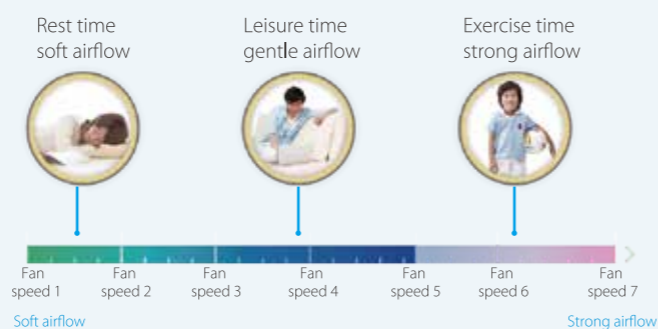 Rest time
soft airflow
Leisure time
gentle airflow
Exercise time
strong airflow
Fan
speed 1
Fan
speed 2
Fan
speed 3
Fan
speed 4
Fan
speed 5
Fan
speed 6
Fan
speed 7
Soft airflow
Strong airflow